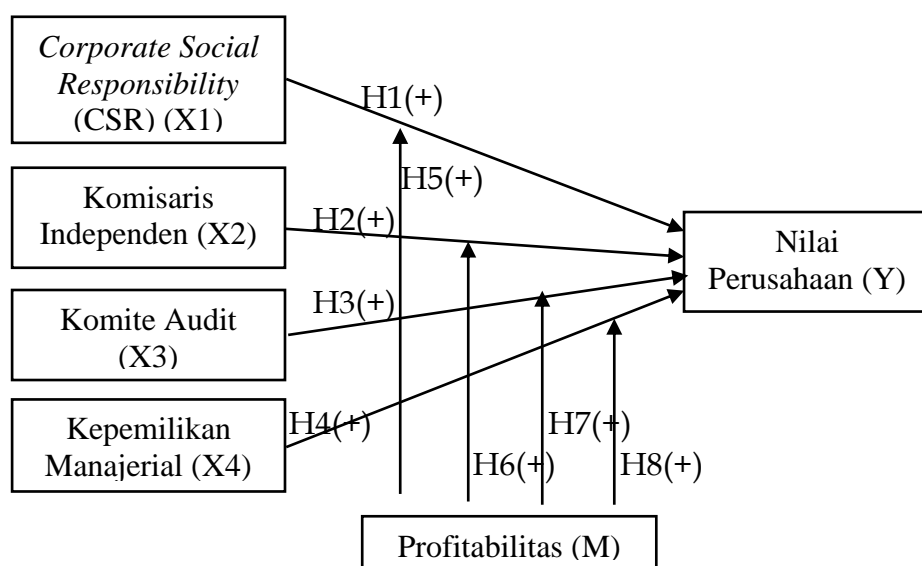 Corporate Social
Responsibility
(CSR) (X1)
H1(+)
H5(+)
Komisaris
Independen (X2)
H2(+)
Nilai
Perusahaan (Y)
Komite Audit
(X3)
H3(+)
Kepemilikan
Manajerial (X4)
H4(+)
H7(+)
H6(+)
H8(+)
Profitabilitas (M)